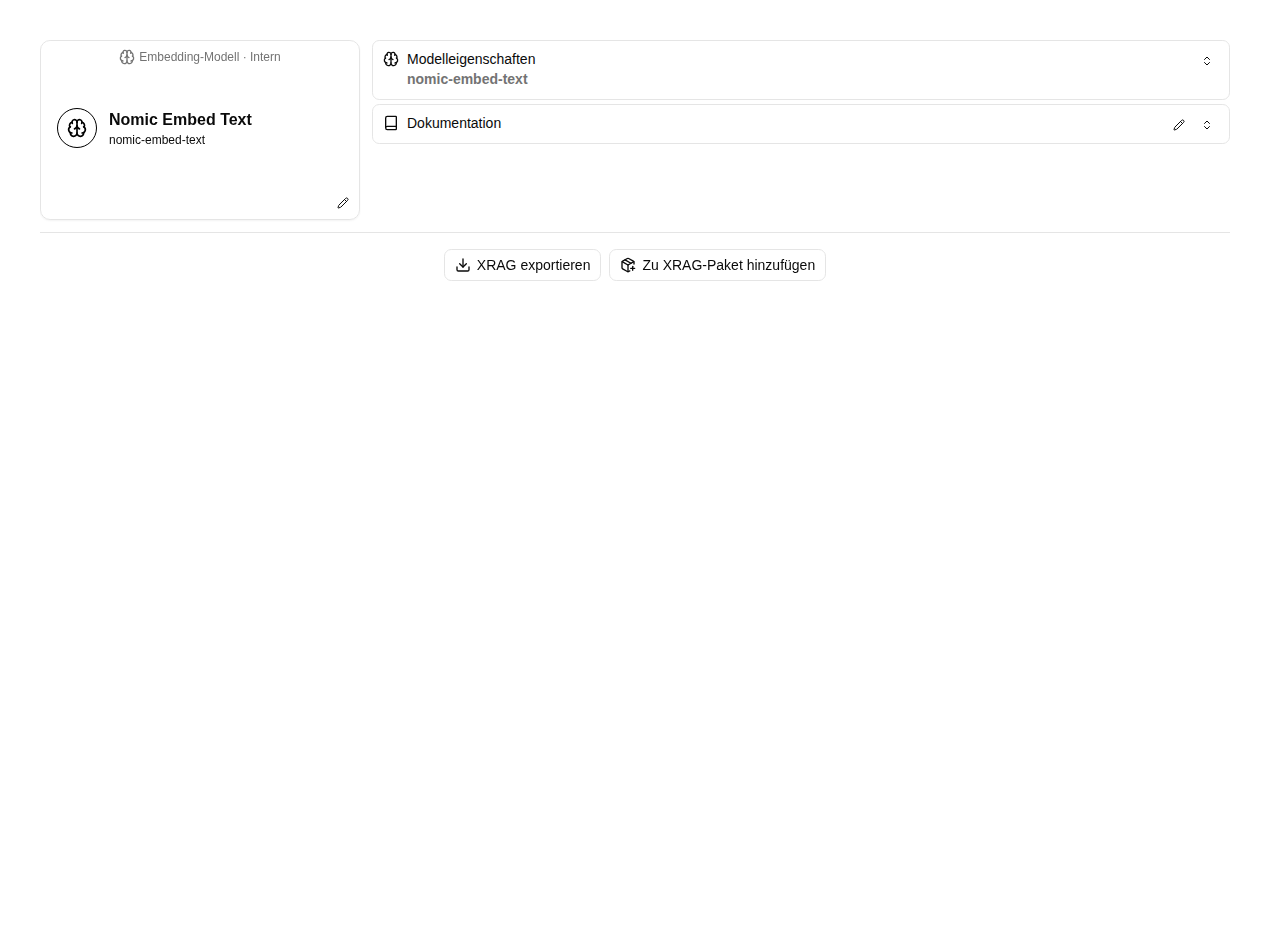 Embedding-Modell · Intern
Nomic Embed Text
nomic-embed-text
Modelleigenschaften
nomic-embed-text
Dokumentation
XRAG exportieren
Zu XRAG-Paket hinzufügen